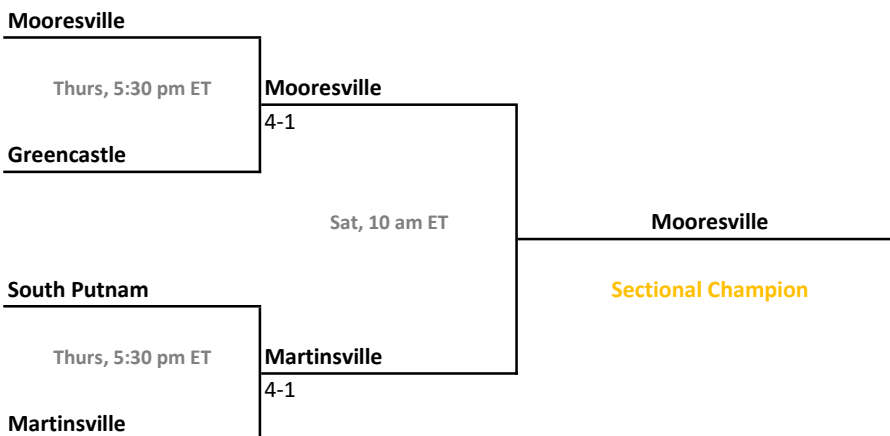 Mooresville
Thurs, 5:30 pm ET
Mooresville
4-1
Greencastle
Sat, 10 am ET
Mooresville
South Putnam
Sectional Champion
Thurs, 5:30 pm ET
Martinsville
4-1
Martinsville